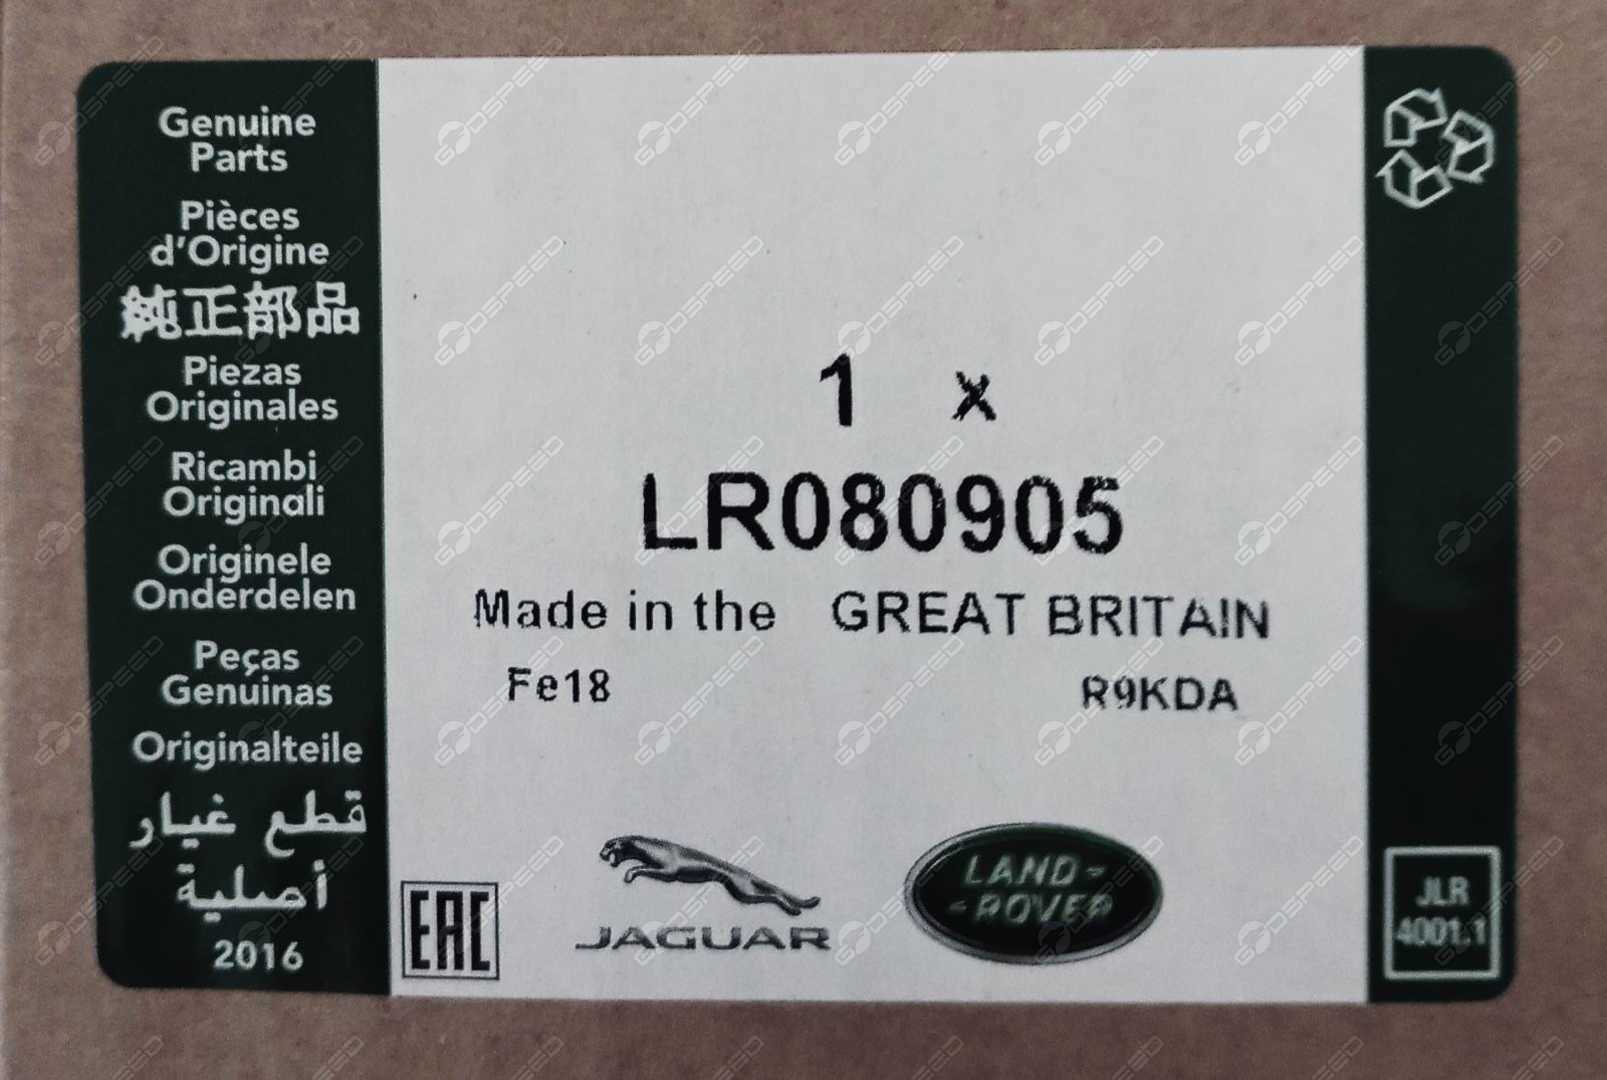 Genuine
Parts
Pièces
d'Origine
純正部品
Piezas
Originales
Ricambi
Originali
Originele
Onderdelen
Peças
Genuinas
Originalteile
قطع غيار
أصلية
2016
1 x
LR080905
Made in the GREAT BRITAIN
Fe18 R9KDA
EAC
JAGUAR
LAND-
-ROVER
JLR
4001.1
GOSPEED